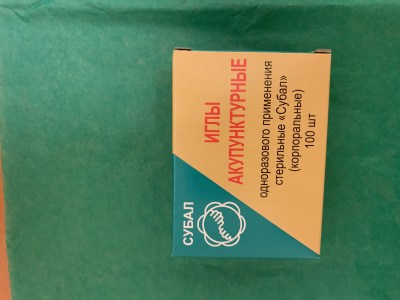 ИГЛЫ
АКУПУНКТУРНЫЕ
одноразового применения
стерильные «Субал»
(корпоральные)
100 шт
СУБАЛ